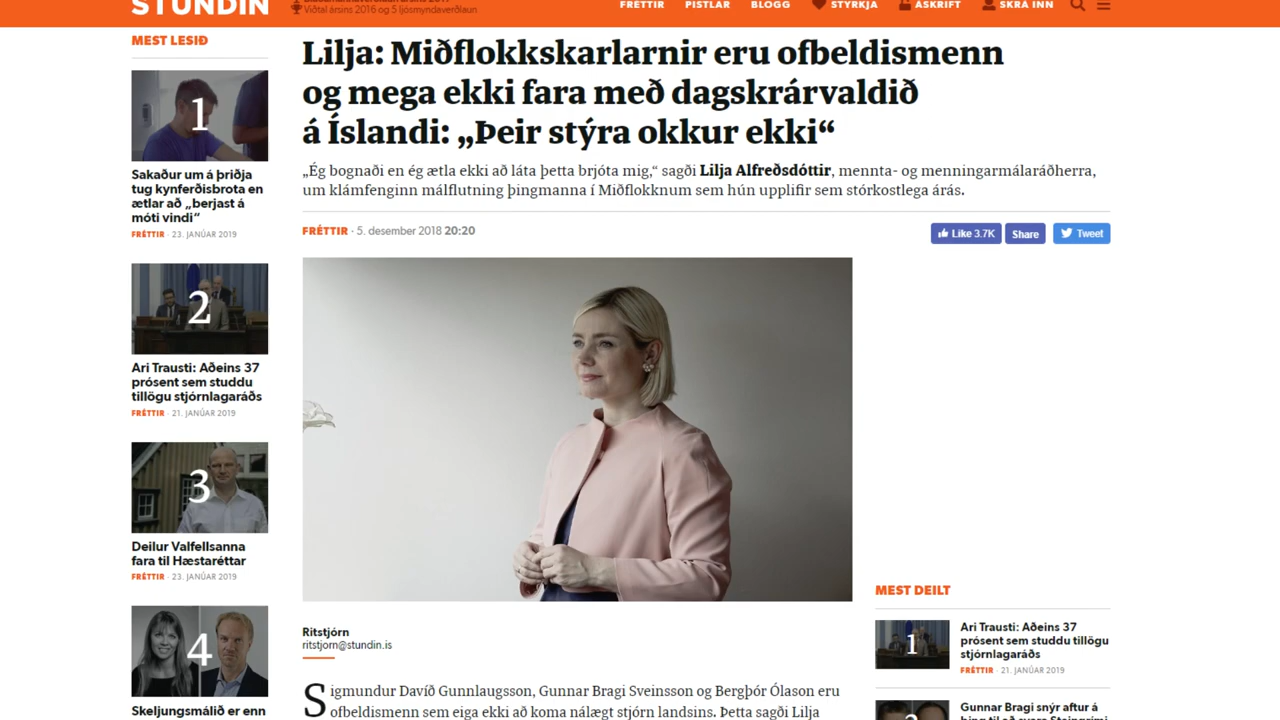 STUNDIN
Viðtal ársins 2016 og 5 ljósmyndaverðlaun
FRÉTTIR PISTLAR BLOGG STYRKJA ÁSKRIFT SKRÁ INN
MEST LESIÐ
1
Sakaður um á þriðja
tug kynferðisbrota en
ætlar að „berjast á
móti vindi“
FRÉTTIR · 23. JANÚAR 2019
2
Ari Trausti: Aðeins 37
prósent sem studdu
tillögu stjórnlagaráðs
FRÉTTIR · 21. JANÚAR 2019
3
Deilur Valfellsanna
fara til Hæstaréttar
FRÉTTIR · 23. JANÚAR 2019
4
Skeljungsmálið er enn
Lilja: Miðflokkskarlarnir eru ofbeldismenn
og mega ekki fara með dagskrárvaldið
á Íslandi: „Þeir stýra okkur ekki“
„Ég bognaði en ég ætla ekki að láta þetta brjóta mig,“ sagði Lilja Alfreðsdóttir, mennta- og menningarmálaráðherra,
um klámfenginn málflutning þingmanna í Miðflokknum sem hún upplifir sem stórkostlega árás.
FRÉTTIR · 5. desember 2018 20:20
Like 3.7K Share Tweet
Ritstjórn
ritstjorn@stundin.is
Sigmundur Davíð Gunnlaugsson, Gunnar Bragi Sveinsson og Bergþór Ólason eru
ofbeldismenn sem eiga ekki að koma nálægt stjórn landsins. Þetta sagði Lilja
MEST DEILT
1
Ari Trausti: Aðeins 37
prósent sem studdu tillögu
stjórnlagaráðs
FRÉTTIR · 21. JANÚAR 2019
Gunnar Bragi snýr aftur á
þing til að svara Steingrími